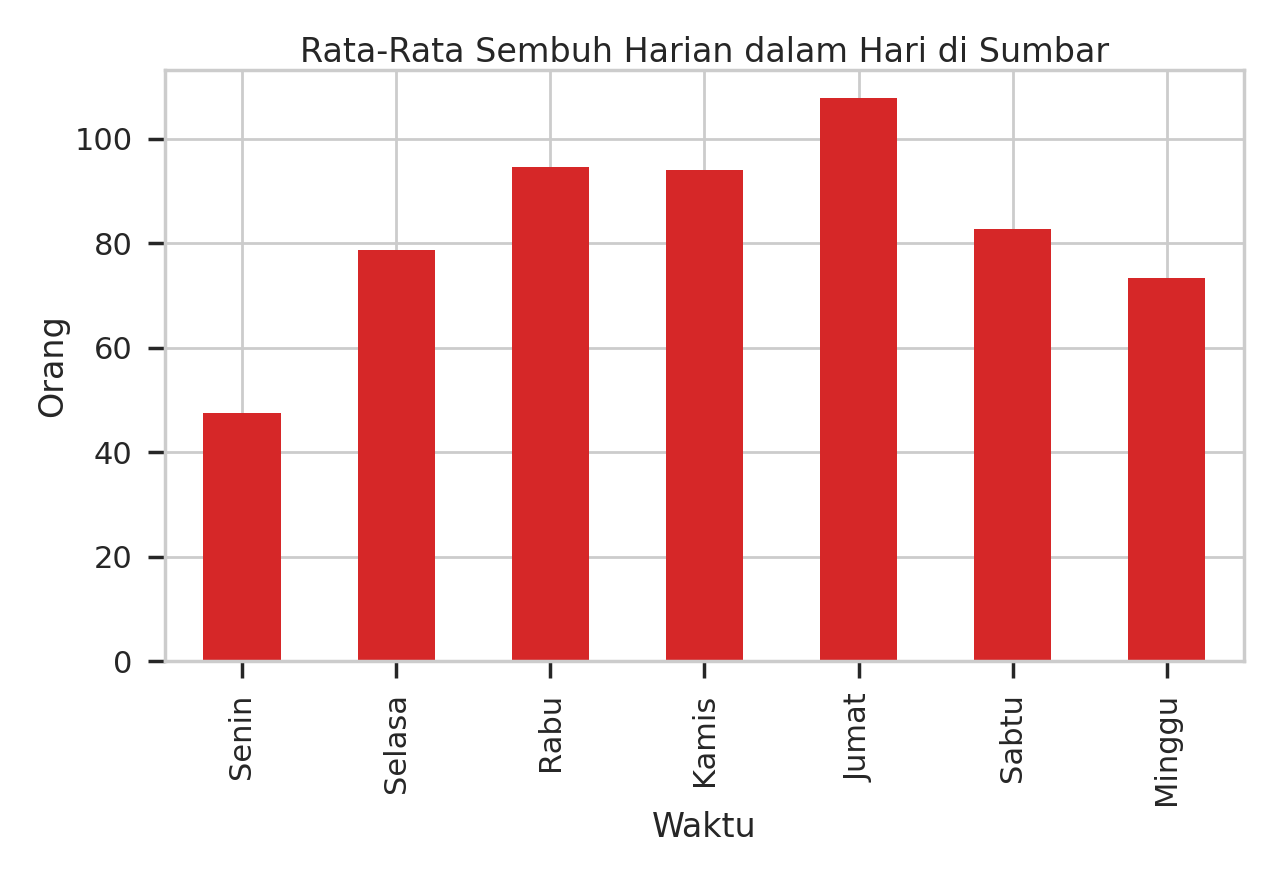 Rata-Rata Sembuh Harian dalam Hari di Sumbar
Orang
100
80
60
40
20
0
Senin
Selasa
Rabu
Kamis
Jumat
Sabtu
Minggu
Waktu